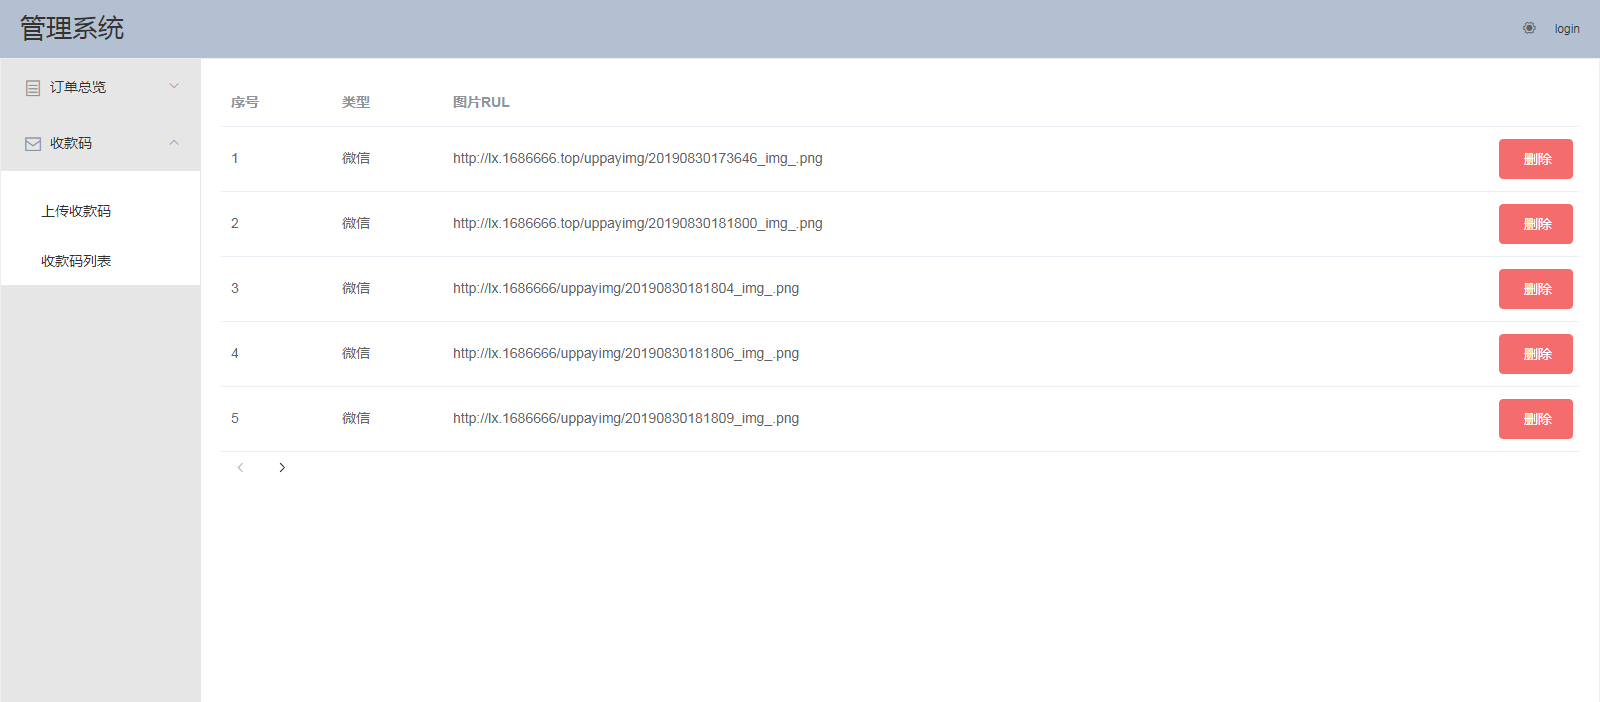 管理系统
login
订单总览
收款码
上传收款码
收款码列表
序号 类型 图片RUL
1 微信 http://lx.1686666.top/uppayimg/20190830173646_img_.png 删除
2 微信 http://lx.1686666.top/uppayimg/20190830181800_img_.png 删除
3 微信 http://lx.1686666/uppayimg/20190830181804_img_.png 删除
4 微信 http://lx.1686666/uppayimg/20190830181806_img_.png 删除
5 微信 http://lx.1686666/uppayimg/20190830181809_img_.png 删除